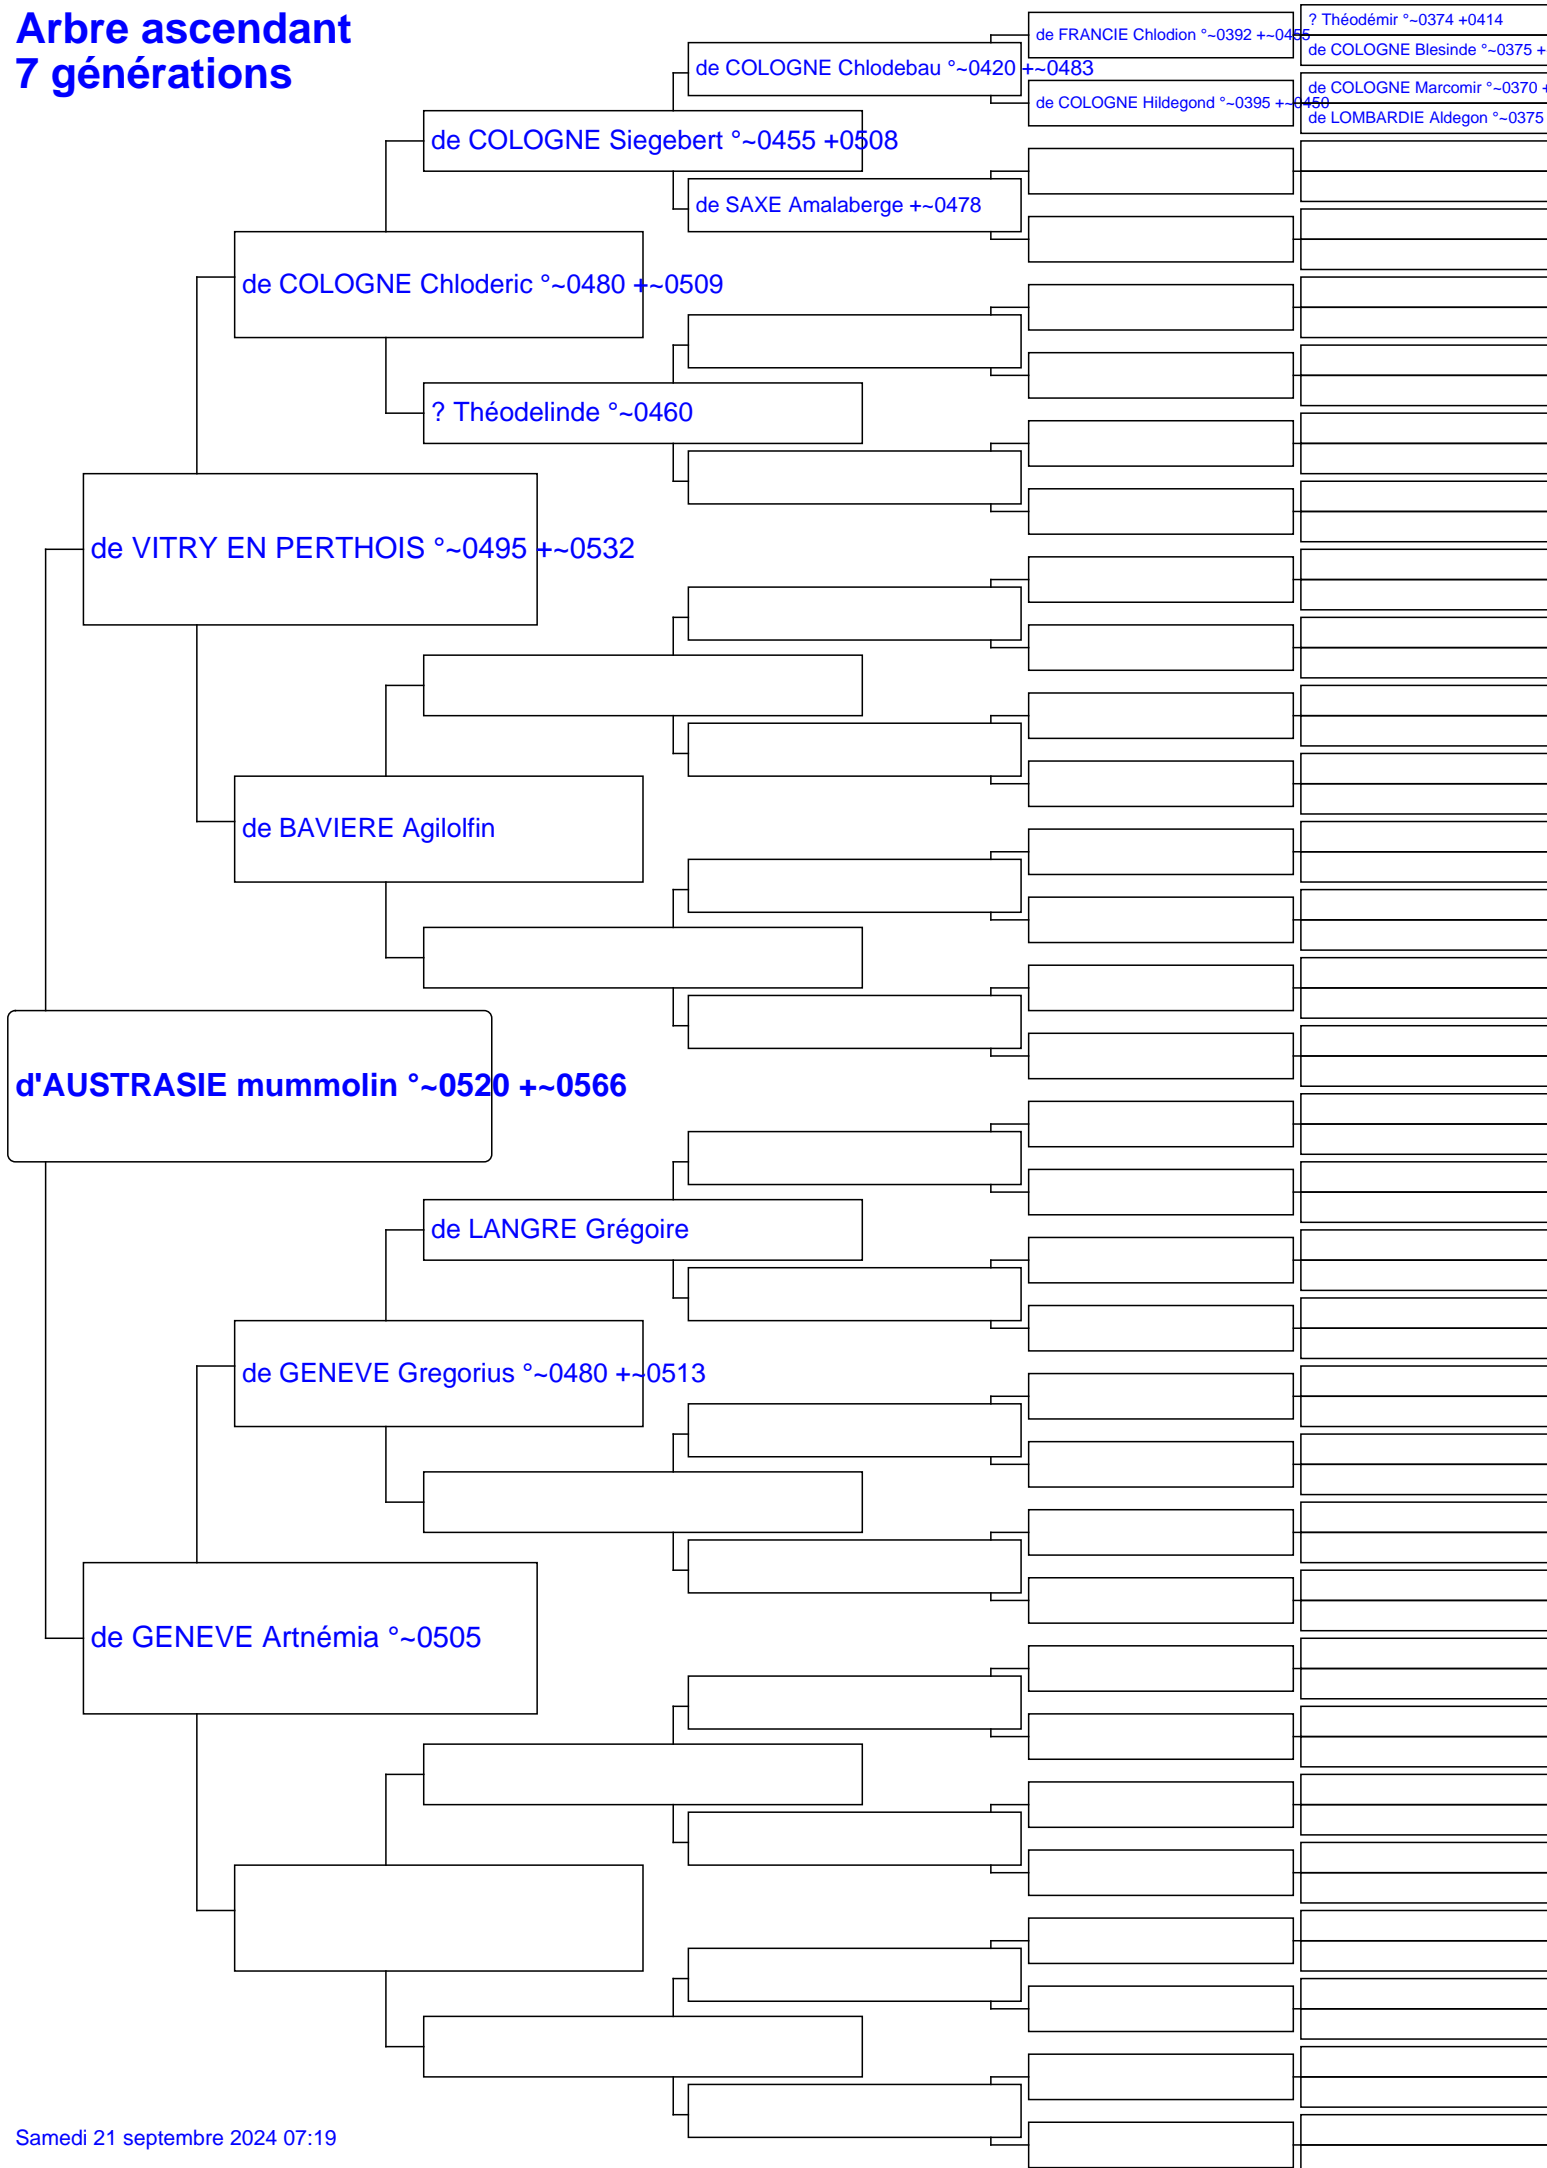 Arbre ascendant
7 générations
? Théodémir °~0374 +0414
de FRANCIE Chlodion °~0392 +~0455
de COLOGNE Blesinde °~0375 +
de COLOGNE Chlodebau °~0420 +~0483
de COLOGNE Marcomir °~0370 +
de COLOGNE Hildegond °~0395 +~0450
de LOMBARDIE Aldegon °~0375
de COLOGNE Siegebert °~0455 +0508
de SAXE Amalaberge +~0478
de COLOGNE Chloderic °~0480 +~0509
? Théodelinde °~0460
de VITRY EN PERTHOIS °~0495 +~0532
de BAVIERE Agilolfin
d'AUSTRASIE mummolin °~0520 +~0566
de LANGRE Grégoire
de GENEVE Gregorius °~0480 +~0513
de GENEVE Artnémia °~0505
Samedi 21 septembre 2024 07:19